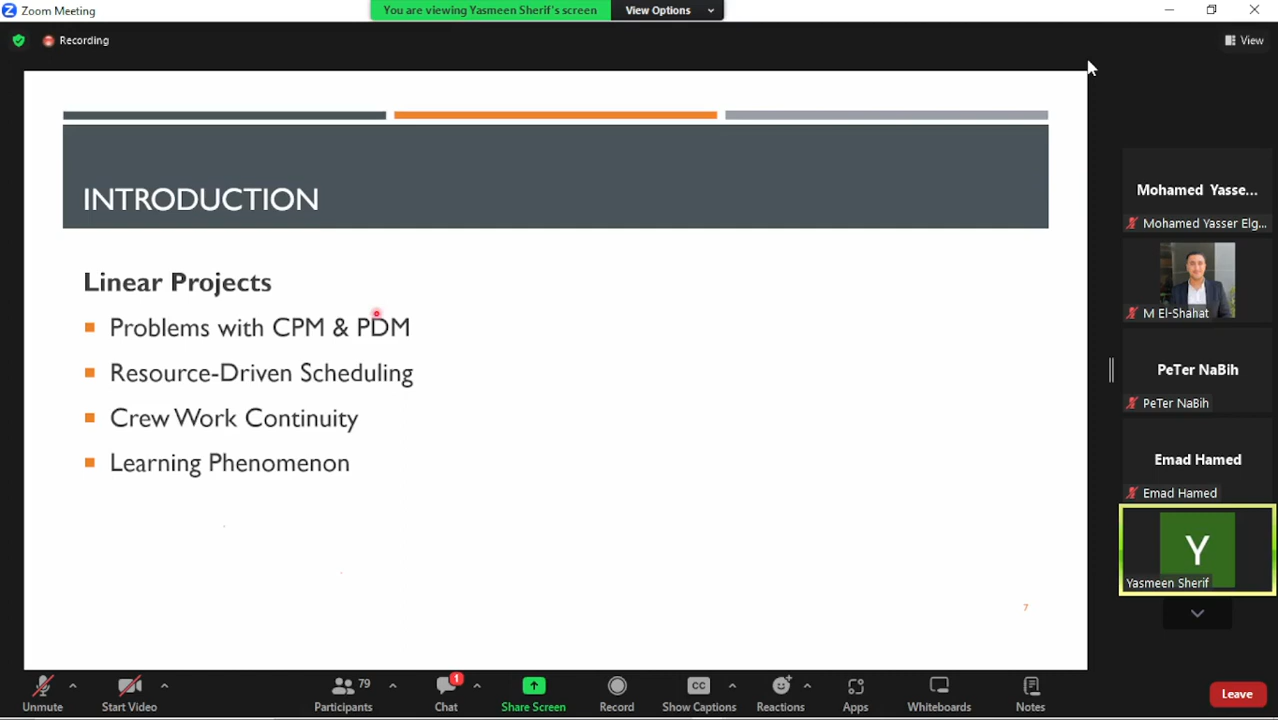 Zoom Meeting
You are viewing Yasmeen Sherif's screen
View Options
Recording
View
INTRODUCTION
Linear Projects
Problems with CPM & PDM
Resource-Driven Scheduling
Crew Work Continuity
Learning Phenomenon
7
Mohamed Yasse...
Mohamed Yasser Elg...
M El-Shahat
PeTer NaBih
PeTer NaBih
Emad Hamed
Emad Hamed
Y
Yasmeen Sherif
Unmute
Start Video
79
Participants
1
Chat
Share Screen
Record
CC
Show Captions
Reactions
Apps
Whiteboards
Notes
Leave